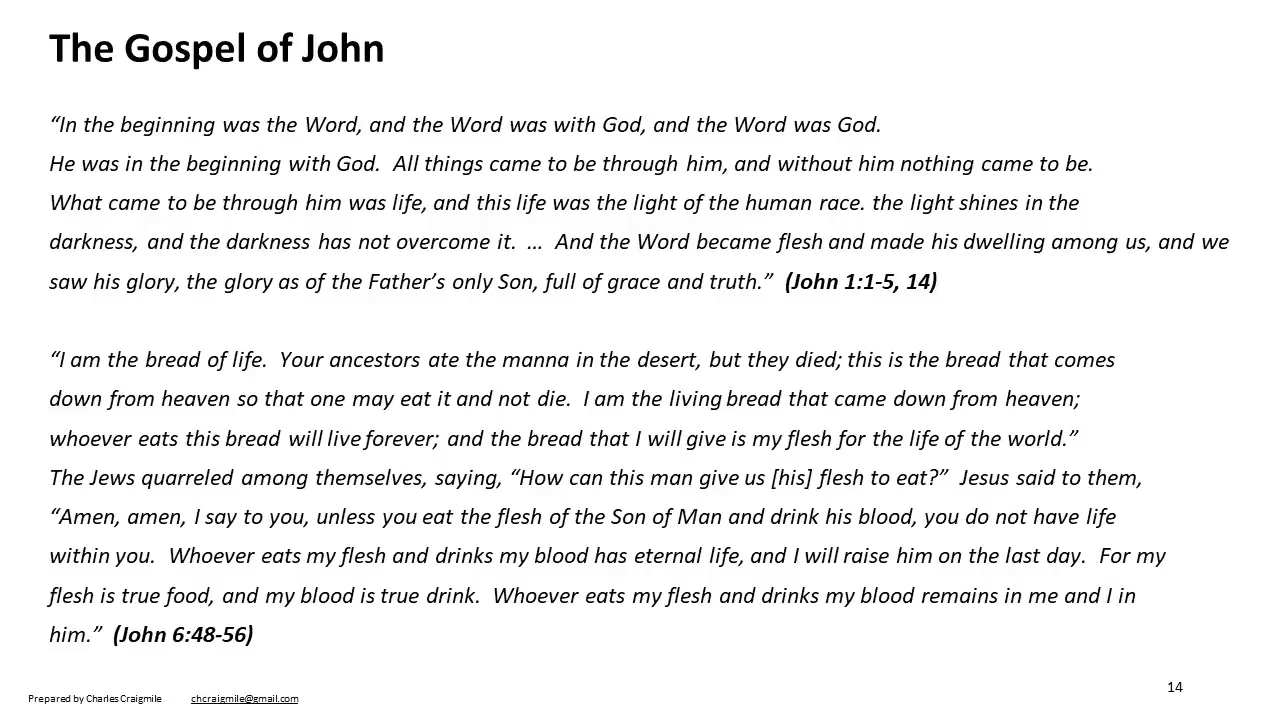 The Gospel of John
“In the beginning was the Word, and the Word was with God, and the Word was God.
He was in the beginning with God.  All things came to be through him, and without him nothing came to be.
What came to be through him was life, and this life was the light of the human race. the light shines in the
darkness, and the darkness has not overcome it.  …  And the Word became flesh and made his dwelling among us, and we
saw his glory, the glory as of the Father’s only Son, full of grace and truth.”  (John 1:1-5, 14)
“I am the bread of life.  Your ancestors ate the manna in the desert, but they died; this is the bread that comes
down from heaven so that one may eat it and not die.  I am the living bread that came down from heaven;
whoever eats this bread will live forever; and the bread that I will give is my flesh for the life of the world.”
The Jews quarreled among themselves, saying, “How can this man give us [his] flesh to eat?”  Jesus said to them,
“Amen, amen, I say to you, unless you eat the flesh of the Son of Man and drink his blood, you do not have life
within you.  Whoever eats my flesh and drinks my blood has eternal life, and I will raise him on the last day.  For my
flesh is true food, and my blood is true drink.  Whoever eats my flesh and drinks my blood remains in me and I in
him.”  (John 6:48-56)
Prepared by Charles Craigmile chcraigmile@gmail.com
14